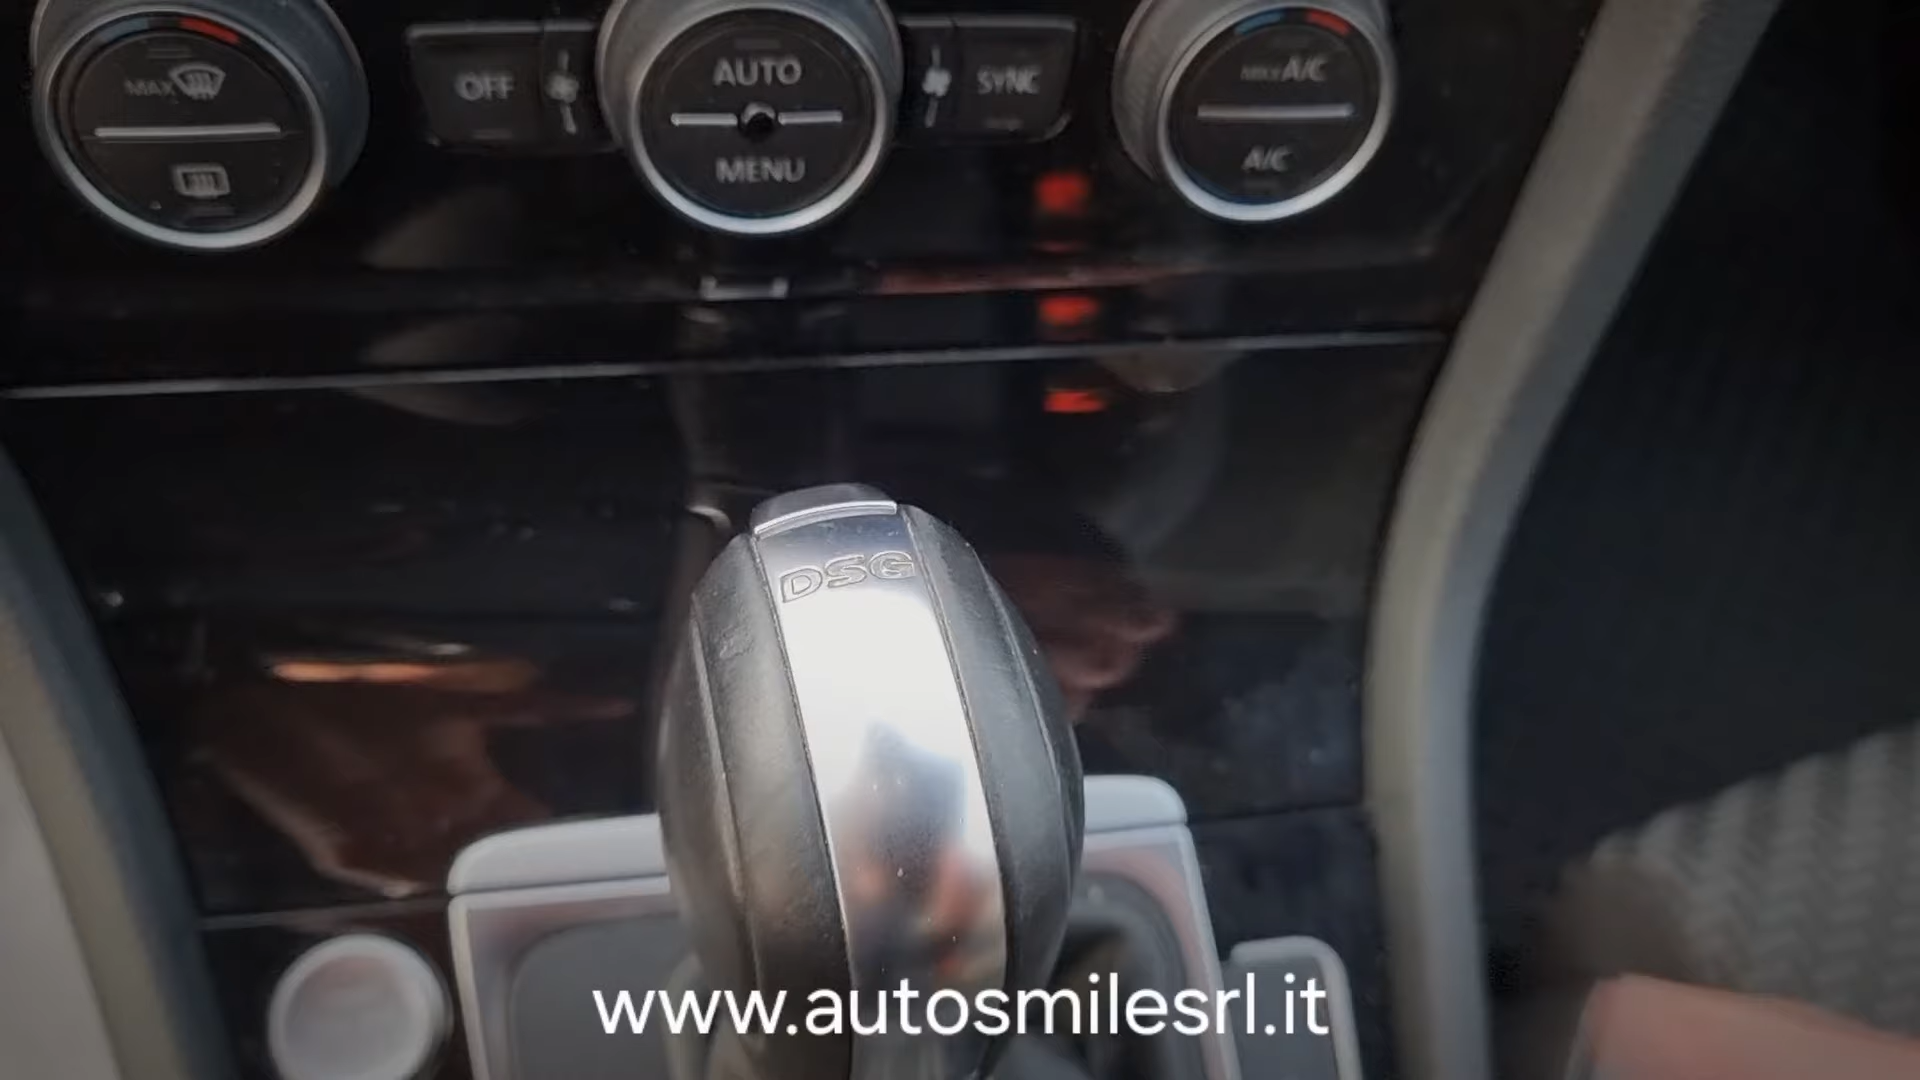 MAX
OFF
AUTO
MENU
SYNC
MAX A/C
A/C
DSG
www.autosmilesrl.it